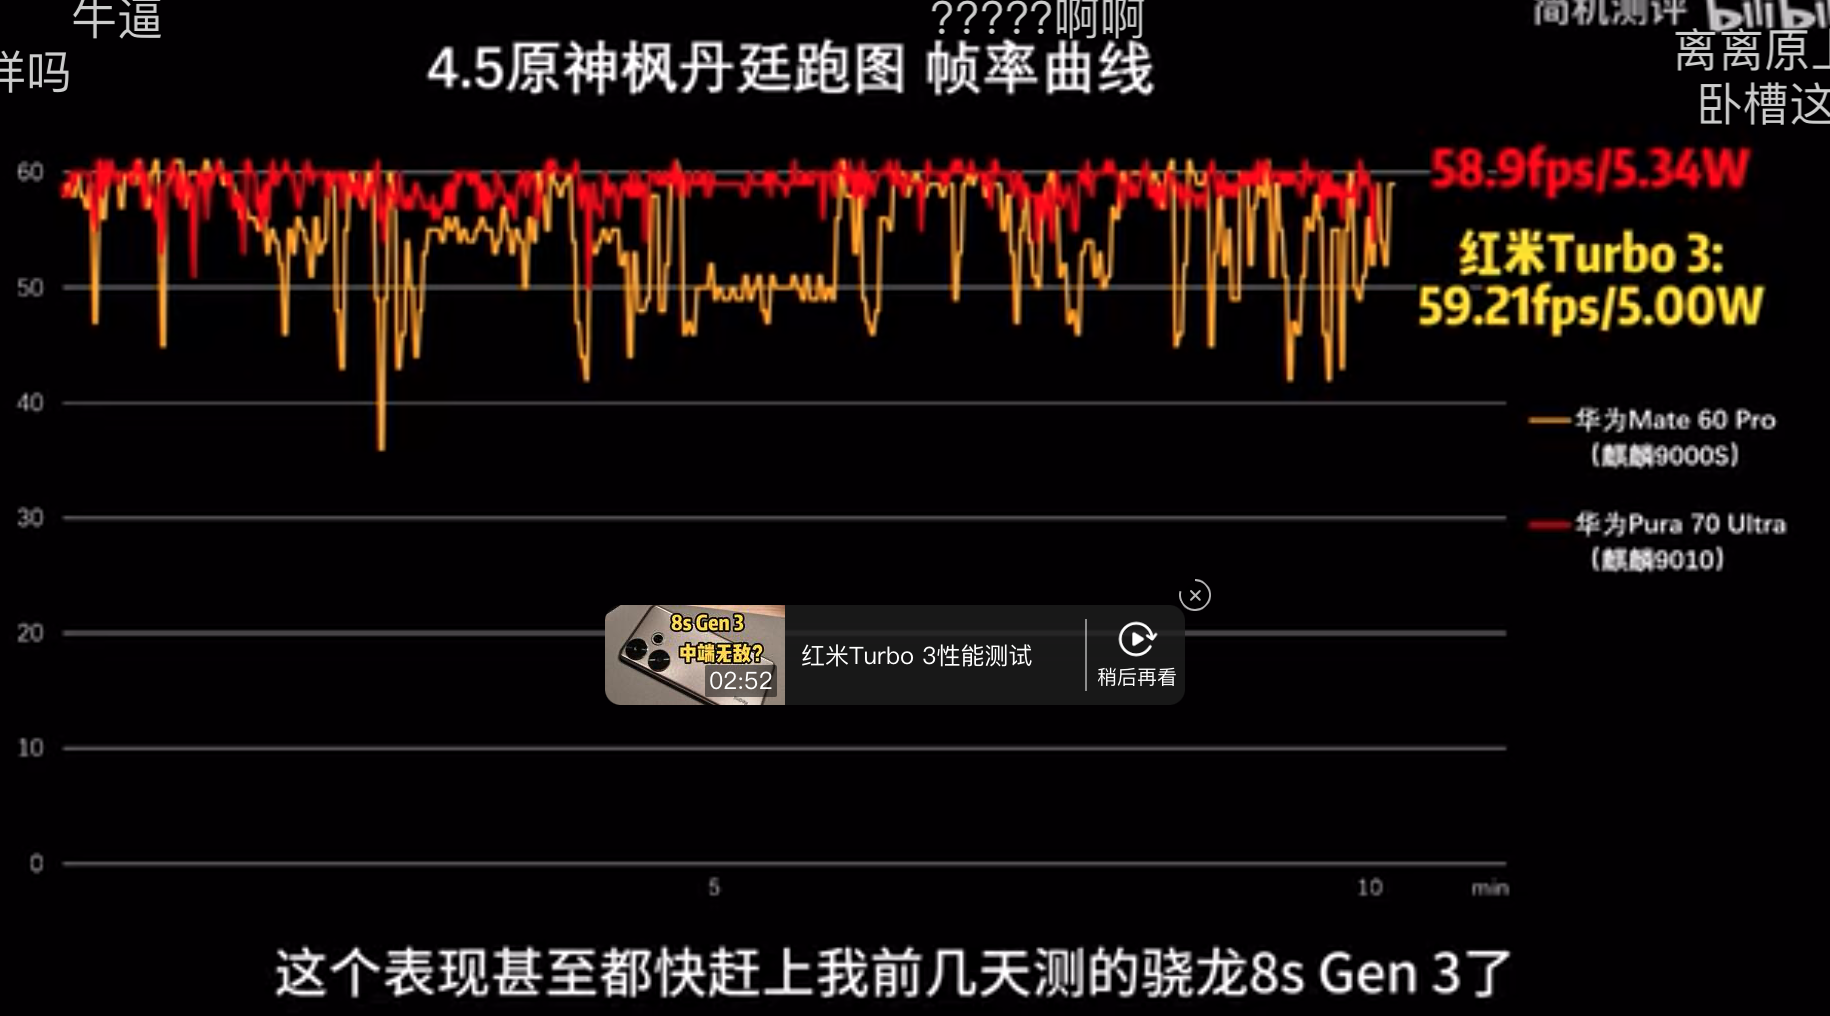 牛逼
?????啊啊
简机测评 bilibili
样吗
4.5原神枫丹廷跑图 帧率曲线
离离原上
卧槽这
60
58.9fps/5.34W
红米Turbo 3:
50
59.21fps/5.00W
40
华为Mate 60 Pro
(麒麟9000S)
30
华为Pura 70 Ultra
(麒麟9010)
20
8s Gen 3
中端无敌?
02:52
红米Turbo 3性能测试
稍后再看
10
0
5
10
min
这个表现甚至都快赶上我前几天测的骁龙8s Gen 3了